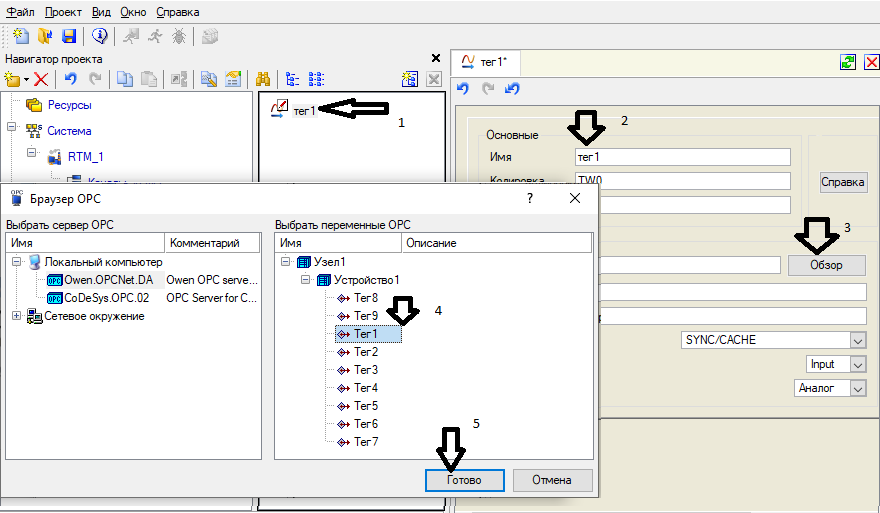 Файл Проект Вид Окно Справка
Навигатор проекта
Ресурсы
Система
RTM_1
тег1
1
тег1*
2
Основные
Имя тег1
Кодировка TW0
Справка
3
Обзор
SYNC/CACHE
Input
Аналог
OPC Браузер OPC
Выбрать сервер OPC
Имя Комментарий
Локальный компьютер
OPC Owen.OPCNet.DA Owen OPC serve...
OPC CoDeSys.OPC.02 OPC Server for C...
Сетевое окружение
Выбрать переменные OPC
Имя Описание
Узел1
Устройство1
Тег8
Тег9
4
Тег1
Тег2
Тег3
Тег4
Тег5
Тег6
Тег7
5
Готово Отмена